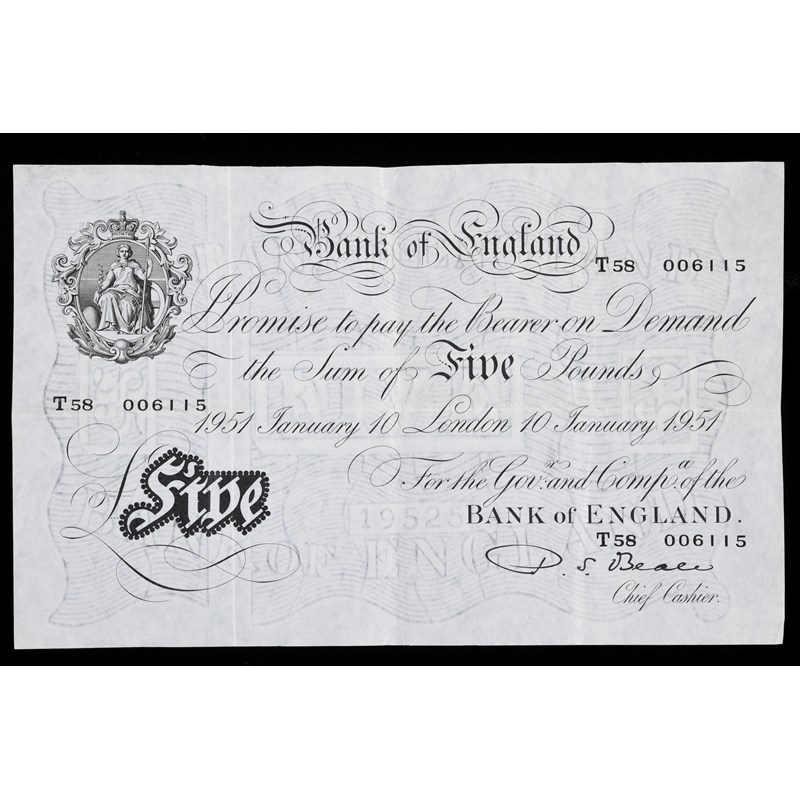 Bank of England
T58 006115
Promise to pay the Bearer on Demand
the Sum of Five Pounds
T58 006115
1951 January 10 London 10 January 1951
For the Govr. and Compa. of the
BANK of ENGLAND.
£Five
T58 006115
P. S. Beale
Chief Cashier.